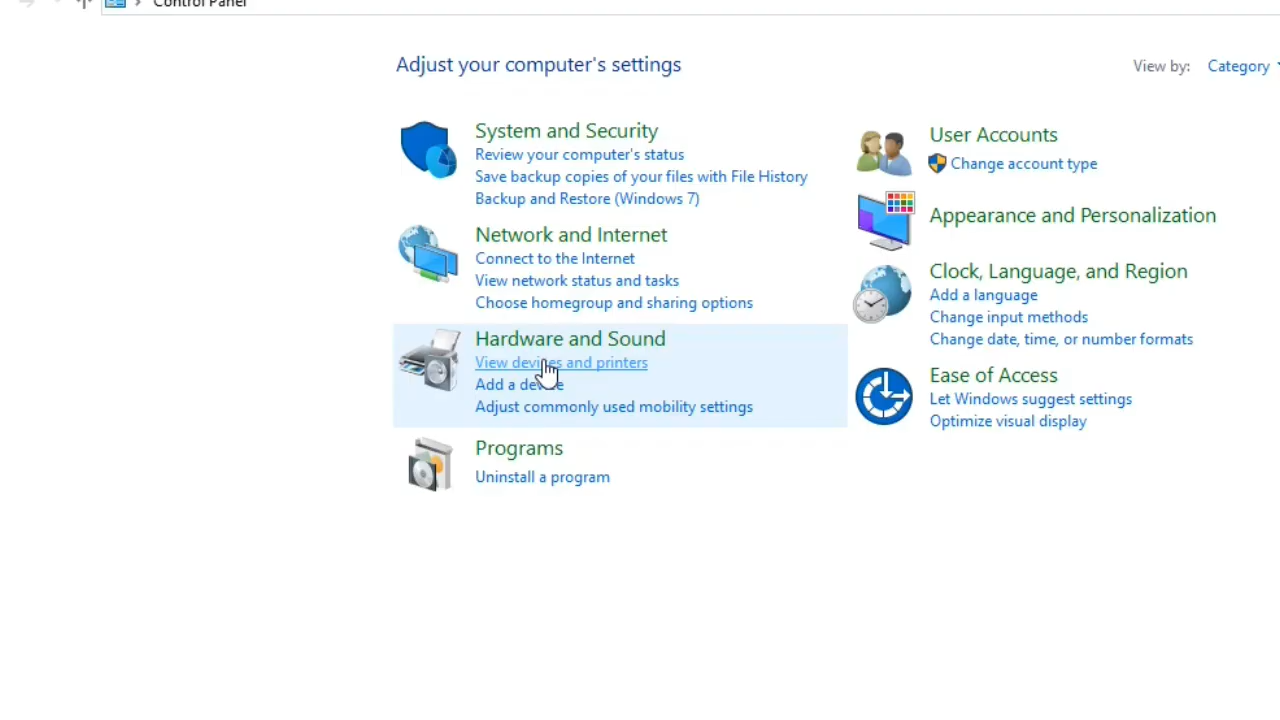 Control Panel
Adjust your computer's settings
View by: Category
System and Security
Review your computer's status
Save backup copies of your files with File History
Backup and Restore (Windows 7)
Network and Internet
Connect to the Internet
View network status and tasks
Choose homegroup and sharing options
Hardware and Sound
View devices and printers
Add a device
Adjust commonly used mobility settings
Programs
Uninstall a program
User Accounts
Change account type
Appearance and Personalization
Clock, Language, and Region
Add a language
Change input methods
Change date, time, or number formats
Ease of Access
Let Windows suggest settings
Optimize visual display